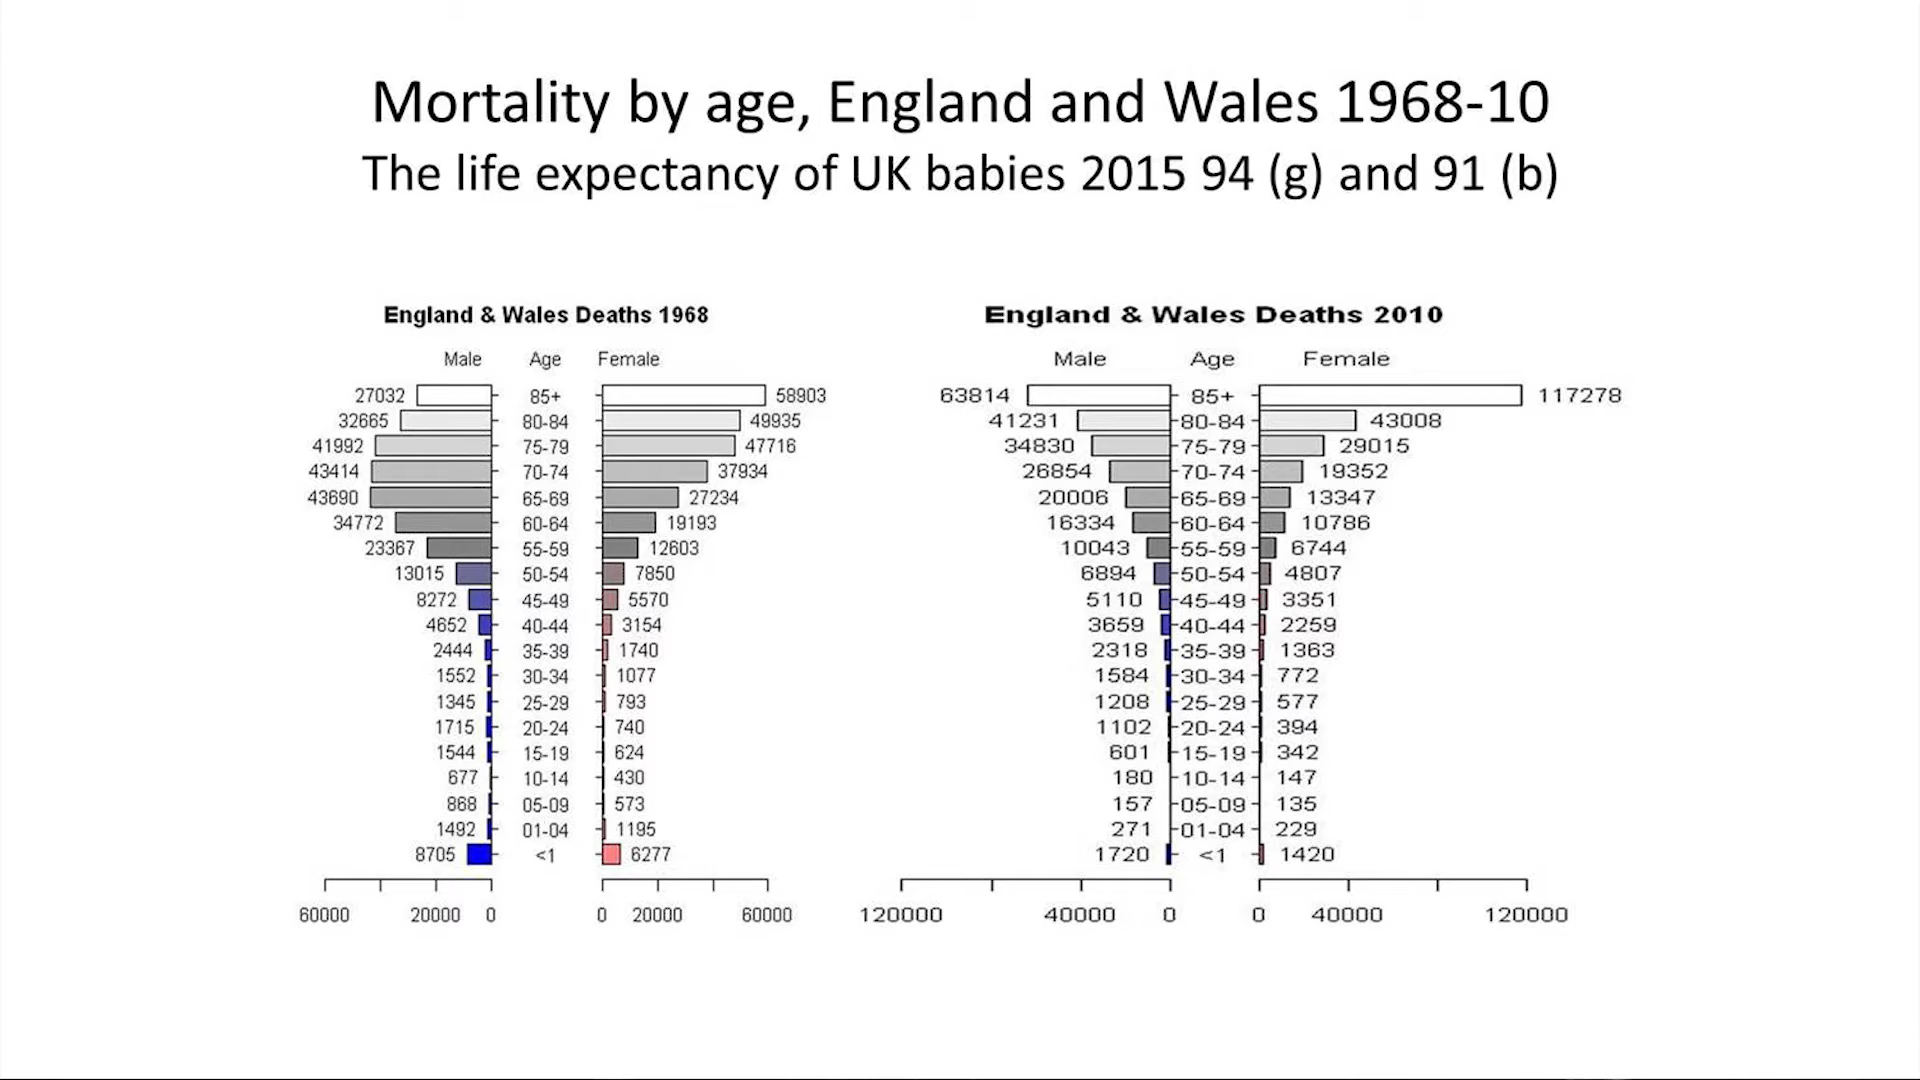 Mortality by age, England and Wales 1968-10
The life expectancy of UK babies 2015 94 (g) and 91 (b)
England & Wales Deaths 1968
Male Age Female
27032 85+ 58903
32665 80-84 49935
41992 75-79 47716
43414 70-74 37934
43690 65-69 27234
34772 60-64 19193
23367 55-59 12603
13015 50-54 7850
8272 45-49 5570
4652 40-44 3154
2444 35-39 1740
1552 30-34 1077
1345 25-29 793
1715 20-24 740
1544 15-19 624
677 10-14 430
868 05-09 573
1492 01-04 1195
8705 <1 6277
60000 20000 0 0 20000 60000
England & Wales Deaths 2010
Male Age Female
63814 85+ 117278
41231 80-84 43008
34830 75-79 29015
26854 70-74 19352
20006 65-69 13347
16334 60-64 10786
10043 55-59 6744
6894 50-54 4807
5110 45-49 3351
3659 40-44 2259
2318 35-39 1363
1584 30-34 772
1208 25-29 577
1102 20-24 394
601 15-19 342
180 10-14 147
157 05-09 135
271 01-04 229
1720 <1 1420
120000 40000 0 0 40000 120000